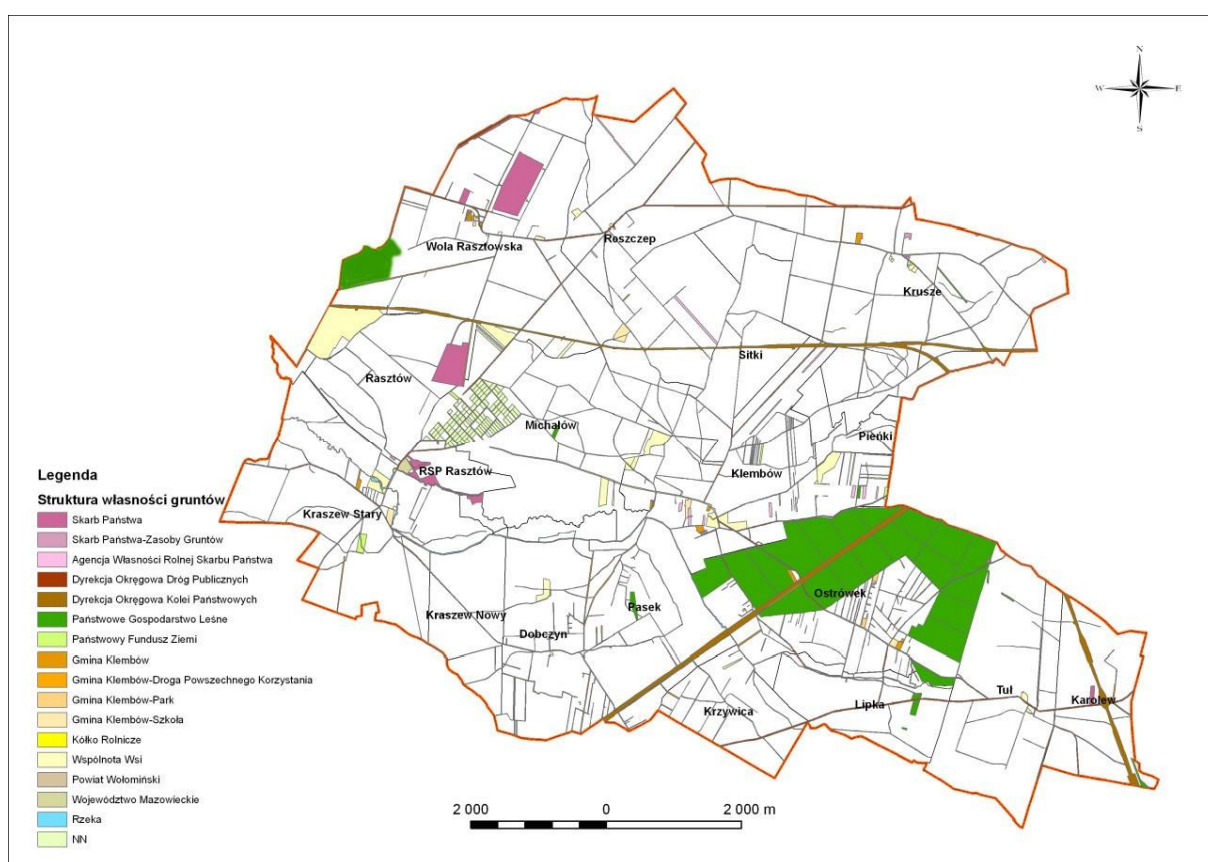 N
W E
S
Wola Rasztowska
Roszczep
Krusze
Sitki
Rasztów
Michałów
Pieńki
RSP Rasztów
Klembów
Kraszew Stary
Ostrówek
Kraszew Nowy
Pasek
Dobczyn
Tuł
Karolew
Krzywica
Lipka
Legenda
Struktura własności gruntów
Skarb Państwa
Skarb Państwa-Zasoby Gruntów
Agencja Własności Rolnej Skarbu Państwa
Dyrekcja Okręgowa Dróg Publicznych
Dyrekcja Okręgowa Kolei Państwowych
Państwowe Gospodarstwo Leśne
Państwowy Fundusz Ziemi
Gmina Klembów
Gmina Klembów-Droga Powszechnego Korzystania
Gmina Klembów-Park
Gmina Klembów-Szkoła
Kółko Rolnicze
Wspólnota Wsi
Powiat Wołomiński
Województwo Mazowieckie
Rzeka
NN
2 000 0 2 000 m